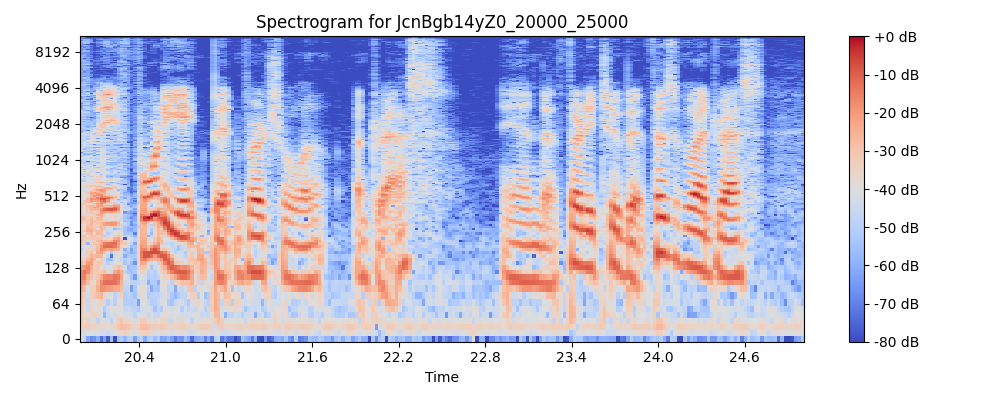 Spectrogram for JcnBgb14yZ0_20000_25000
Hz
8192
4096
2048
1024
512
256
128
64
0
20.4 21.0 21.6 22.2 22.8 23.4 24.0 24.6
Time
+0 dB
-10 dB
-20 dB
-30 dB
-40 dB
-50 dB
-60 dB
-70 dB
-80 dB